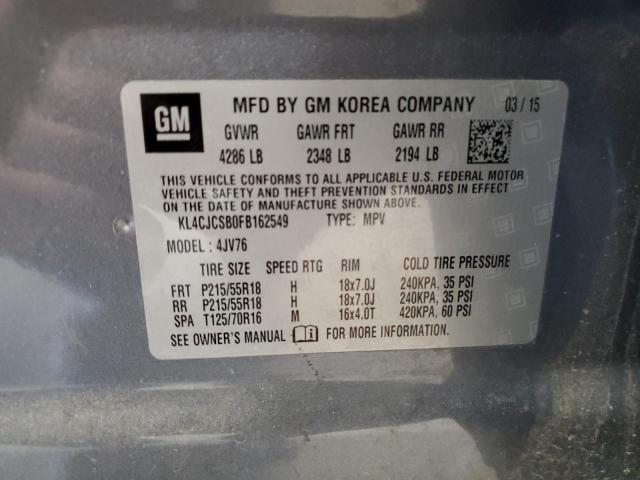 GM
MFD BY GM KOREA COMPANY 03 / 15
GVWR GAWR FRT GAWR RR
4286 LB 2348 LB 2194 LB
THIS VEHICLE CONFORMS TO ALL APPLICABLE U.S. FEDERAL MOTOR
VEHICLE SAFETY AND THEFT PREVENTION STANDARDS IN EFFECT
ON THE DATE OF MANUFACTURE SHOWN ABOVE.
KL4CJCSB0FB162549 TYPE: MPV
MODEL : 4JV76
TIRE SIZE SPEED RTG RIM COLD TIRE PRESSURE
FRT P215/55R18 H 18x7.0J 240KPA, 35 PSI
RR P215/55R18 H 18x7.0J 240KPA, 35 PSI
SPA T125/70R16 M 16x4.0T 420KPA, 60 PSI
SEE OWNER'S MANUAL FOR MORE INFORMATION.